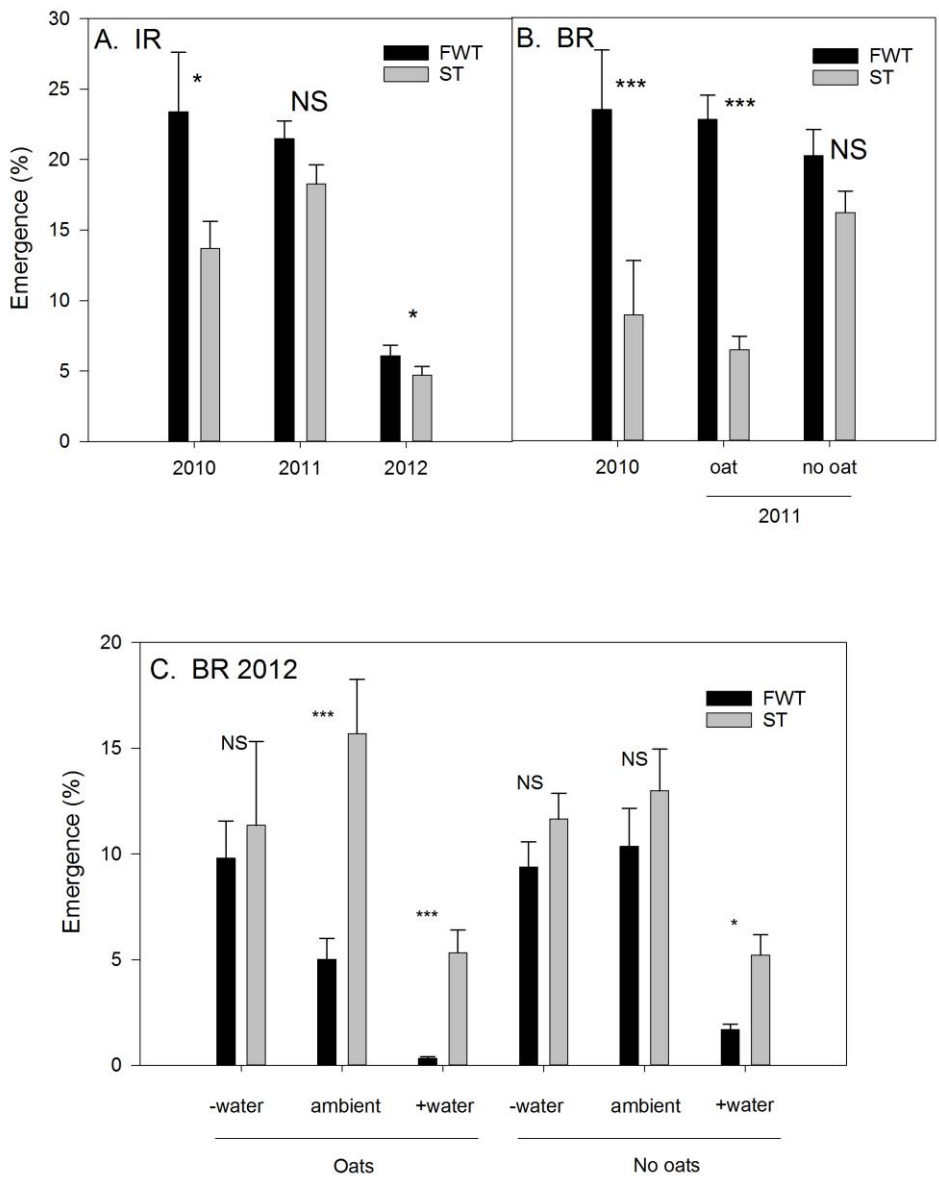 A. IR
FWT
ST
*
NS
*
30
25
20
15
10
5
0
Emergence (%)
2010 2011 2012
B. BR
FWT
ST
***
***
NS
2010 oat no oat
2011
C. BR 2012
FWT
ST
NS
***
***
NS
NS
*
20
15
10
5
0
Emergence (%)
-water ambient +water -water ambient +water
Oats No oats